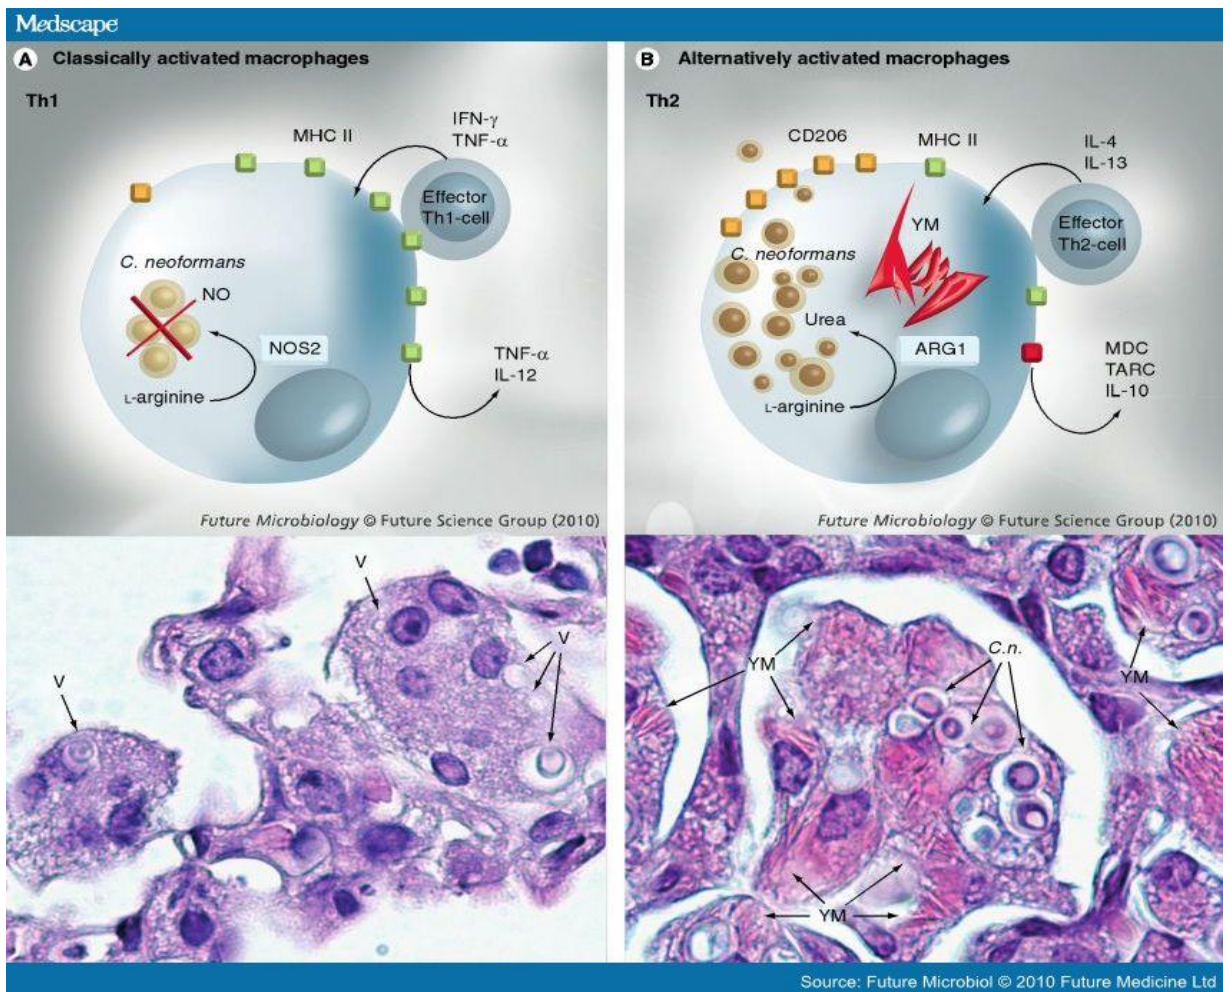 Medscape
A Classically activated macrophages
Th1
MHC II
IFN-γ
TNF-α
Effector
Th1-cell
C. neoformans
NO
NOS2
L-arginine
TNF-α
IL-12
Future Microbiology © Future Science Group (2010)
B Alternatively activated macrophages
Th2
CD206
MHC II
IL-4
IL-13
Effector
Th2-cell
YM
C. neoformans
Urea
ARG1
L-arginine
MDC
TARC
IL-10
Future Microbiology © Future Science Group (2010)
V
V
V
YM
C.n.
YM
YM
Source: Future Microbiol © 2010 Future Medicine Ltd